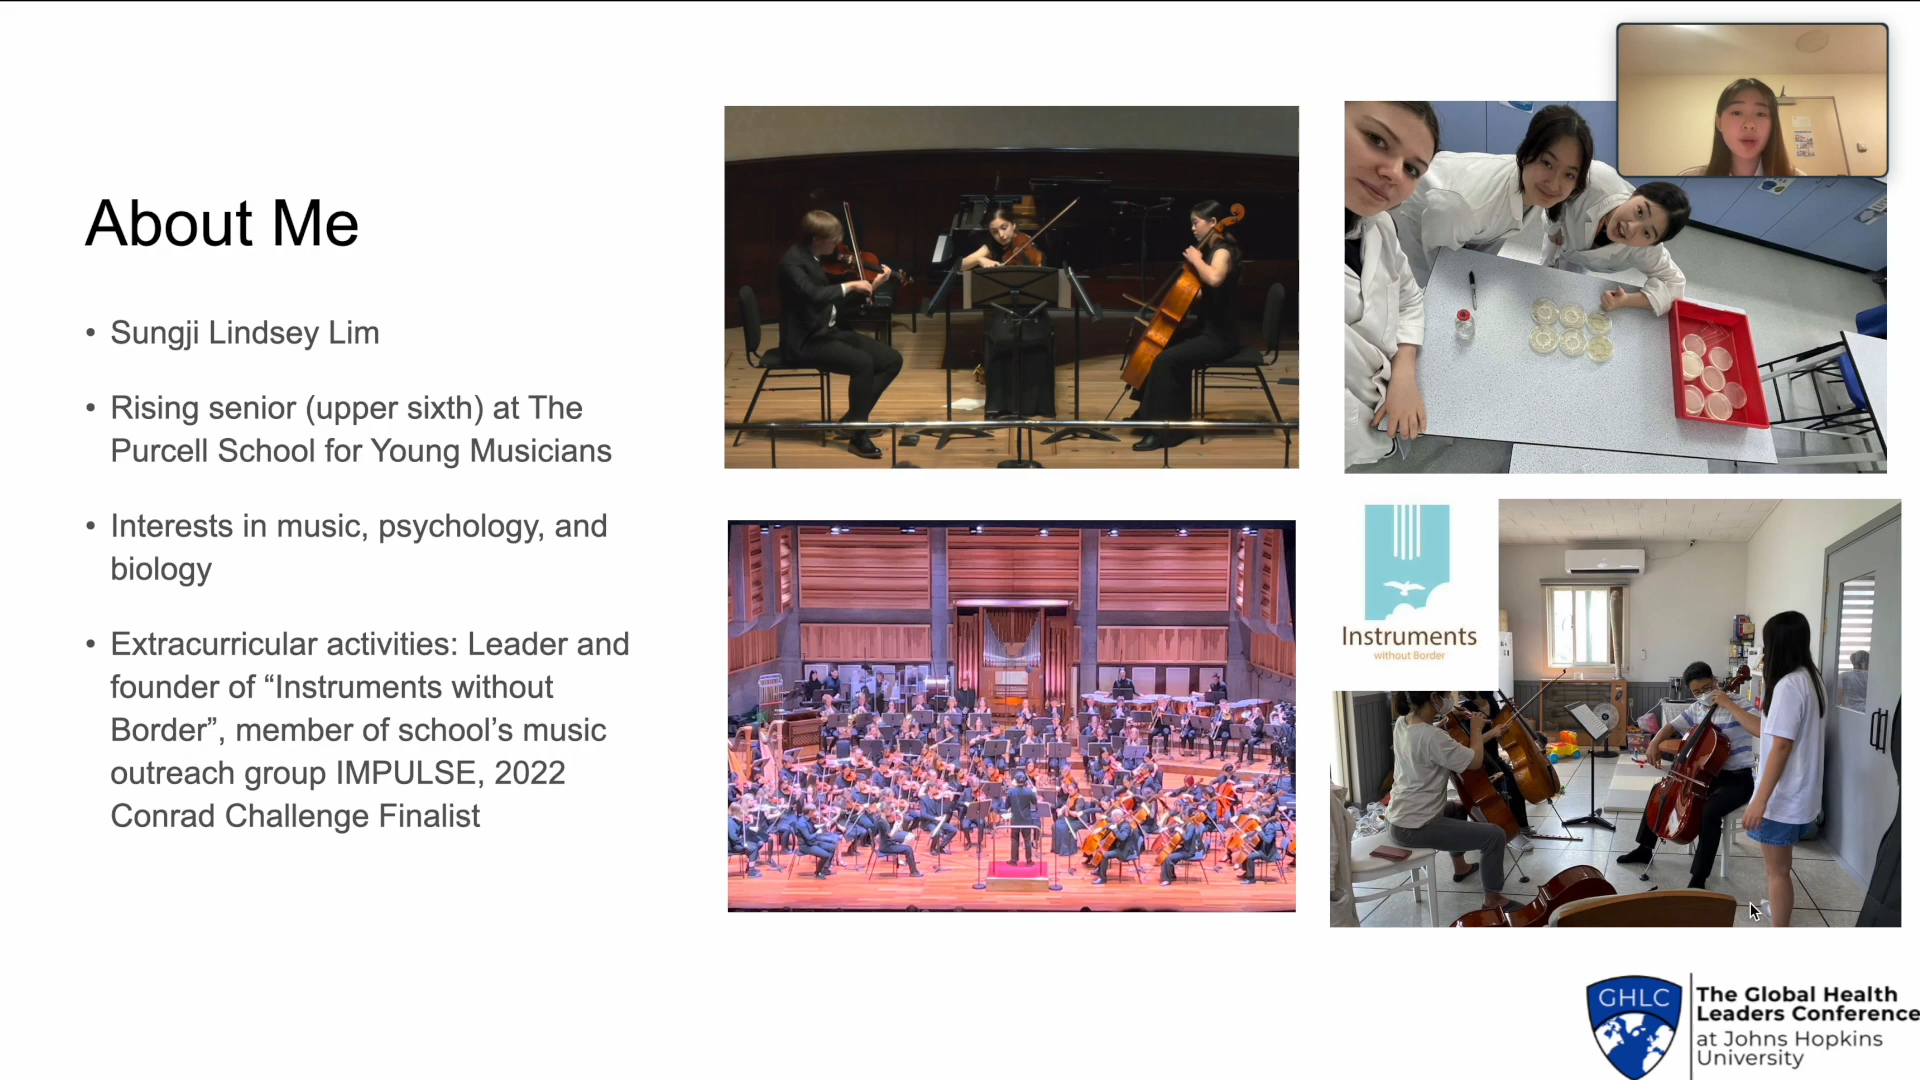 About Me
• Sungji Lindsey Lim
• Rising senior (upper sixth) at The
Purcell School for Young Musicians
• Interests in music, psychology, and
biology
• Extracurricular activities: Leader and
founder of “Instruments without
Border”, member of school’s music
outreach group IMPULSE, 2022
Conrad Challenge Finalist
Instruments
without Border
GHLC
The Global Health
Leaders Conference
at Johns Hopkins
University